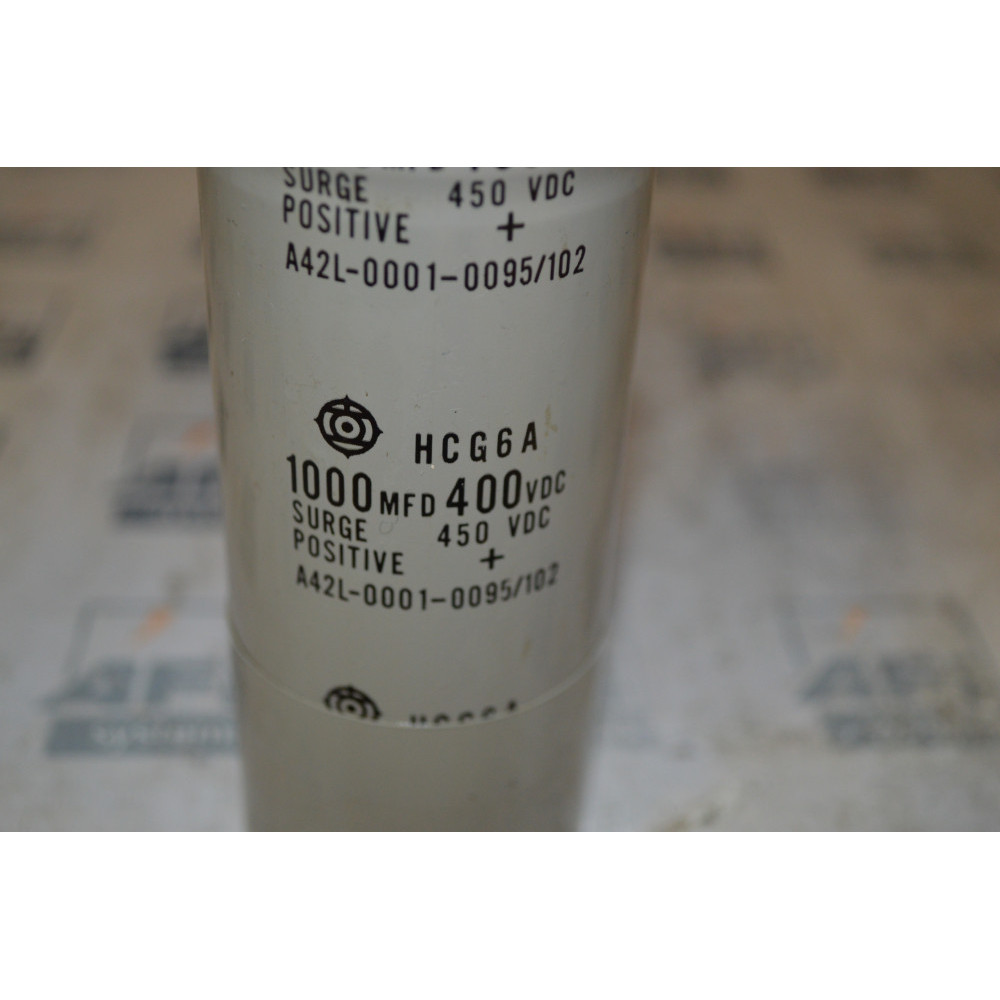 SURGE 450 VDC
POSITIVE +
A42L-0001-0095/102
HCG6A
1000 MFD 400 VDC
SURGE 450 VDC
POSITIVE +
A42L-0001-0095/102